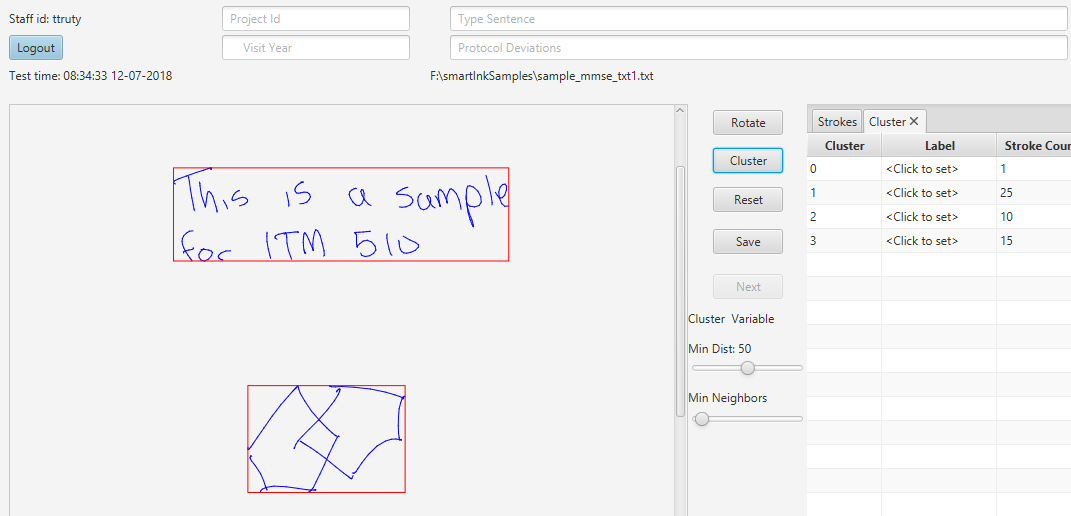 Staff id: ttruty
Project Id
Type Sentence
Logout
Visit Year
Protocol Deviations
Test time: 08:34:33 12-07-2018
F:\smartInkSamples\sample_mmse_txt1.txt
This is a sample
for ITM 510
Rotate
Cluster
Reset
Save
Next
Cluster Variable
Min Dist: 50
Min Neighbors
Strokes Cluster
Cluster Label Stroke Coun
0 <Click to set> 1
1 <Click to set> 25
2 <Click to set> 10
3 <Click to set> 15